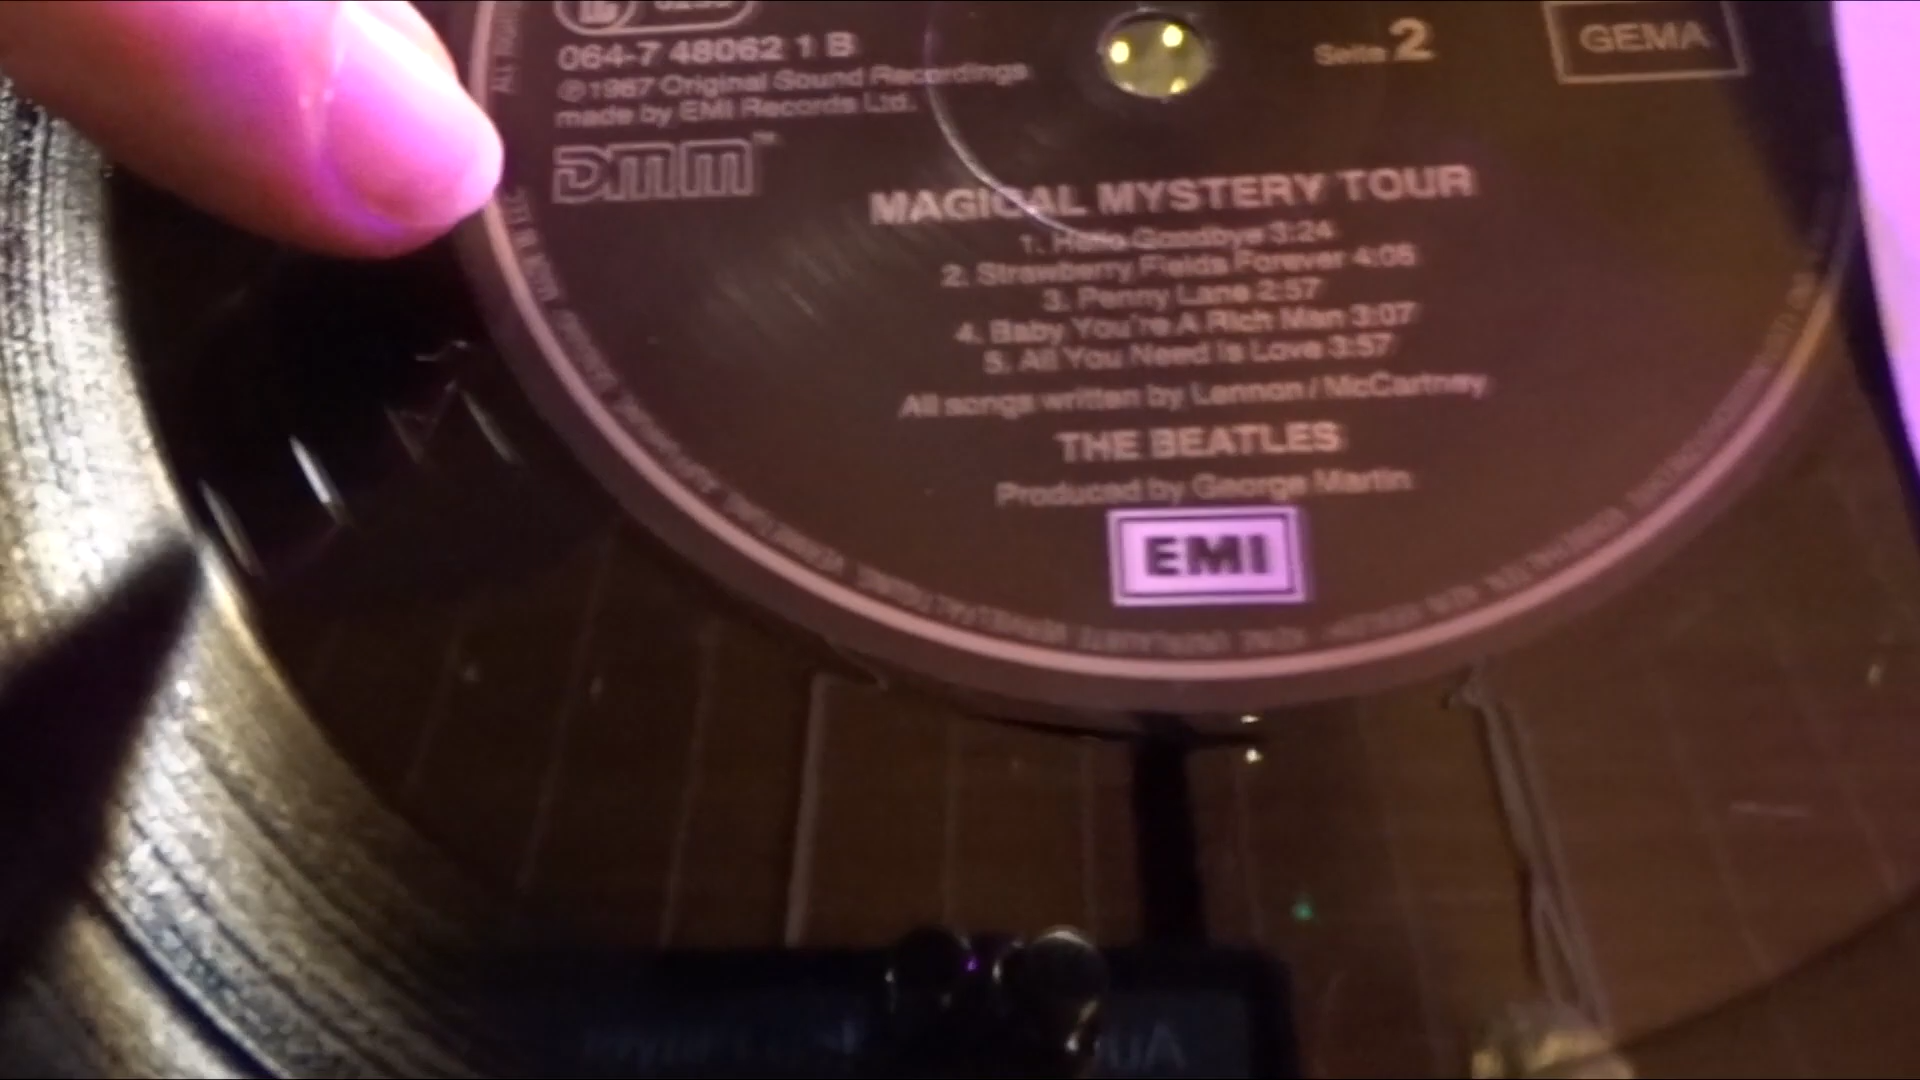 064-7 48062 1 B
℗ 1967 Original Sound Recordings
made by EMI Records Ltd.
DMM™
Seite 2
GEMA
MAGICAL MYSTERY TOUR
1. Hello Goodbye 3:24
2. Strawberry Fields Forever 4:05
3. Penny Lane 2:57
4. Baby You're A Rich Man 3:07
5. All You Need Is Love 3:57
All songs written by Lennon / McCartney
THE BEATLES
Produced by George Martin
EMI